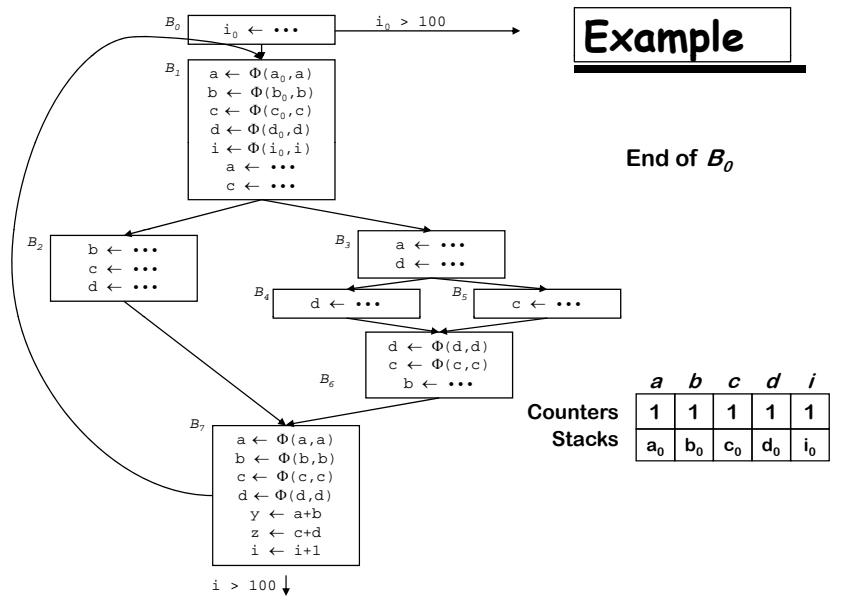 B₀
i₀ ← •••
i₀ > 100
Example
B₁
a ← Φ(a₀,a)
b ← Φ(b₀,b)
c ← Φ(c₀,c)
d ← Φ(d₀,d)
i ← Φ(i₀,i)
a ← •••
c ← •••
End of B₀
B₂
b ← •••
c ← •••
d ← •••
B₃
a ← •••
d ← •••
B₄
d ← •••
B₅
c ← •••
B₆
d ← Φ(d,d)
c ← Φ(c,c)
b ← •••
B₇
a ← Φ(a,a)
b ← Φ(b,b)
c ← Φ(c,c)
d ← Φ(d,d)
y ← a+b
z ← c+d
i ← i+1
i > 100
a b c d i
Counters 1 1 1 1 1
Stacks a₀ b₀ c₀ d₀ i₀